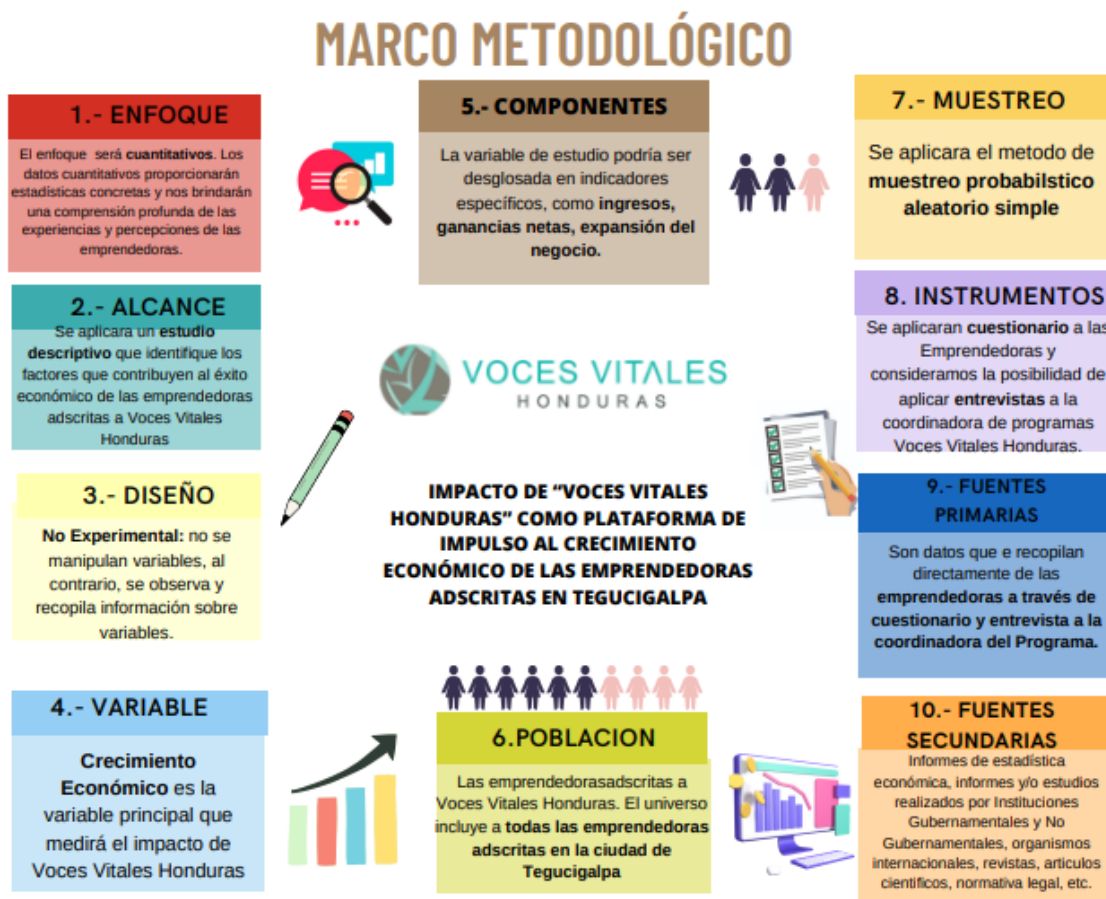 MARCO METODOLÓGICO
1.- ENFOQUE
El enfoque será cuantitativos. Los
datos cuantitativos proporcionarán
estadísticas concretas y nos brindarán
una comprensión profunda de las
experiencias y percepciones de las
emprendedoras.
2.- ALCANCE
Se aplicara un estudio
descriptivo que identifique los
factores que contribuyen al éxito
económico de las emprendedoras
adscritas a Voces Vitales
Honduras
3.- DISEÑO
No Experimental: no se
manipulan variables, al
contrario, se observa y
recopila información sobre
variables.
4.- VARIABLE
Crecimiento
Económico es la
variable principal que
medirá el impacto de
Voces Vitales Honduras
5.- COMPONENTES
La variable de estudio podría ser
desglosada en indicadores
específicos, como ingresos,
ganancias netas, expansión del
negocio.
VOCES VITALES
HONDURAS
IMPACTO DE “VOCES VITALES
HONDURAS” COMO PLATAFORMA DE
IMPULSO AL CRECIMIENTO
ECONÓMICO DE LAS EMPRENDEDORAS
ADSCRITAS EN TEGUCIGALPA
6.POBLACION
Las emprendedorasadscritas a
Voces Vitales Honduras. El universo
incluye a todas las emprendedoras
adscritas en la ciudad de
Tegucigalpa
7.- MUESTREO
Se aplicara el metodo de
muestreo probabilstico
aleatorio simple
8. INSTRUMENTOS
Se aplicaran cuestionario a las
Emprendedoras y
consideramos la posibilidad de
aplicar entrevistas a la
coordinadora de programas
Voces Vitales Honduras.
9.- FUENTES
PRIMARIAS
Son datos que e recopilan
directamente de las
emprendedoras a través de
cuestionario y entrevista a la
coordinadora del Programa.
10.- FUENTES
SECUNDARIAS
Informes de estadística
económica, informes y/o estudios
realizados por Instituciones
Gubernamentales y No
Gubernamentales, organismos
internacionales, revistas, articulos
cientificos, normativa legal, etc.